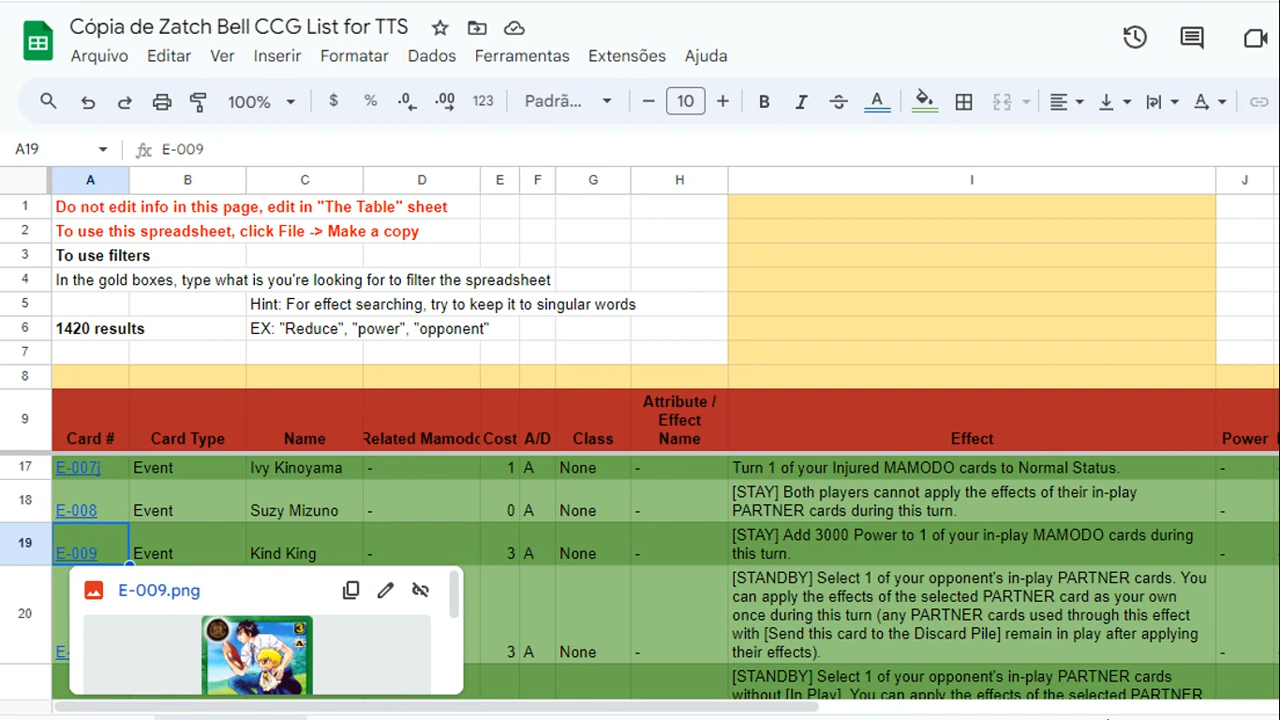 Cópia de Zatch Bell CCG List for TTS
Arquivo Editar Ver Inserir Formatar Dados Ferramentas Extensões Ajuda
100% $ % .0 .00 123 Padrã... 10 B I A A
A19 fx E-009
A B C D E F G H I J
1 Do not edit info in this page, edit in "The Table" sheet
2 To use this spreadsheet, click File -> Make a copy
3 To use filters
4 In the gold boxes, type what is you're looking for to filter the spreadsheet
5 Hint: For effect searching, try to keep it to singular words
6 1420 results EX: "Reduce", "power", "opponent"
7
8
9 Card # Card Type Name Related Mamodo Cost A/D Class Attribute / Effect Name Effect Power
17 E-007j Event Ivy Kinoyama - 1 A None - Turn 1 of your Injured MAMODO cards to Normal Status. -
18 E-008 Event Suzy Mizuno - 0 A None - [STAY] Both players cannot apply the effects of their in-play
PARTNER cards during this turn. -
19 E-009 Event Kind King - 3 A None - [STAY] Add 3000 Power to 1 of your in-play MAMODO cards during
this turn. -
E-009.png
3
20 E- 3 A None - [STANDBY] Select 1 of your opponent's in-play PARTNER cards. You
can apply the effects of the selected PARTNER card as your own
once during this turn (any PARTNER cards used through this effect
with [Send this card to the Discard Pile] remain in play after applying
their effects). -
[STANDBY] Select 1 of your opponent's in-play PARTNER cards
without [In Play]. You can apply the effects of the selected PARTNER